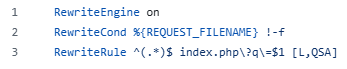 1 RewriteEngine on
2 RewriteCond %{REQUEST_FILENAME} !-f
3 RewriteRule ^(.*)$ index.php\?q\=$1 [L,QSA]